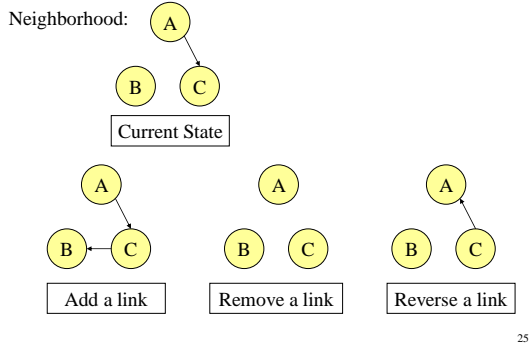 Neighborhood:
A
B
C
Current State
A
B
C
Add a link
A
B
C
Remove a link
A
B
C
Reverse a link
25